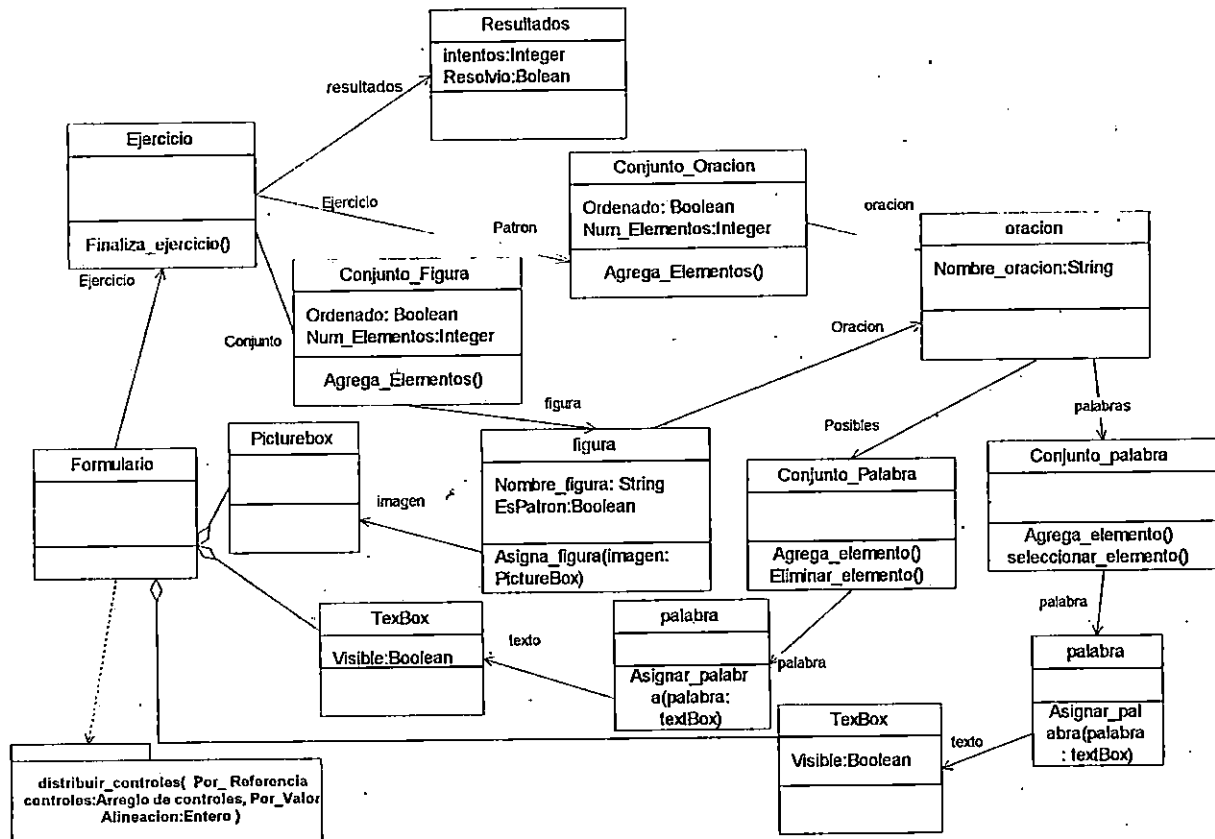 Resultados
intentos:Integer
Resolvio:Bolean
resultados
Ejercicio
Finaliza_ejercicio()
Ejercicio
Ejercicio
Patron
Conjunto_Oracion
Ordenado: Boolean
Num_Elementos:Integer
Agrega_Elementos()
oracion
oracion
Nombre_oracion:String
Conjunto_Figura
Ordenado: Boolean
Num_Elementos:Integer
Agrega_Elementos()
Conjunto
Oracion
figura
Posibles
palabras
Formulario
Picturebox
imagen
figura
Nombre_figura: String
EsPatron:Boolean
Asigna_figura(imagen:
PictureBox)
Conjunto_Palabra
Agrega_elemento()
Eliminar_elemento()
Conjunto_palabra
Agrega_elemento()
seleccionar_elemento()
TexBox
Visible:Boolean
texto
palabra
Asignar_palabr
a(palabra:
textBox)
palabra
palabra
palabra
Asignar_pal
abra(palabra
: textBox)
TexBox
Visible:Boolean
texto
distribuir_controles( Por_Referencia
controles:Arreglo de controles, Por_Valor
Alineacion:Entero )